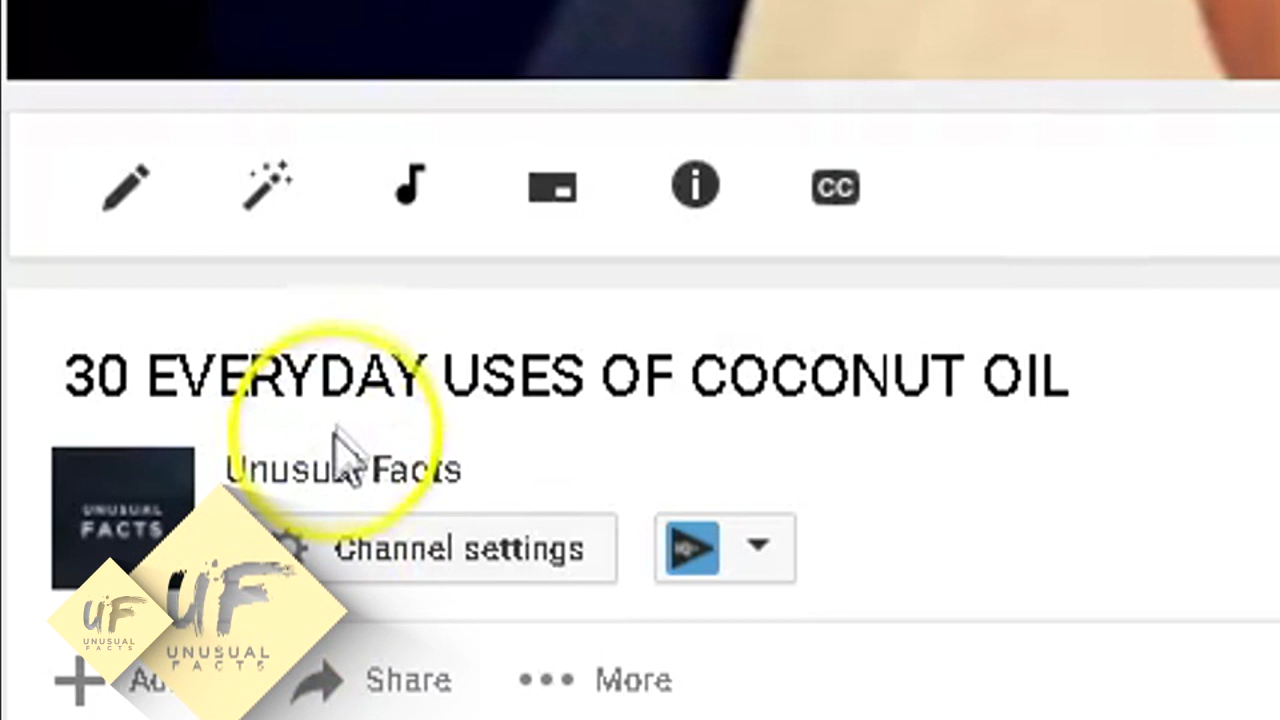 CC
30 EVERYDAY USES OF COCONUT OIL
Unusual Facts
UNUSUAL
FACTS
Channel settings
UF
UNUSUAL
FACTS
UF
UNUSUAL
FACTS
Share
More